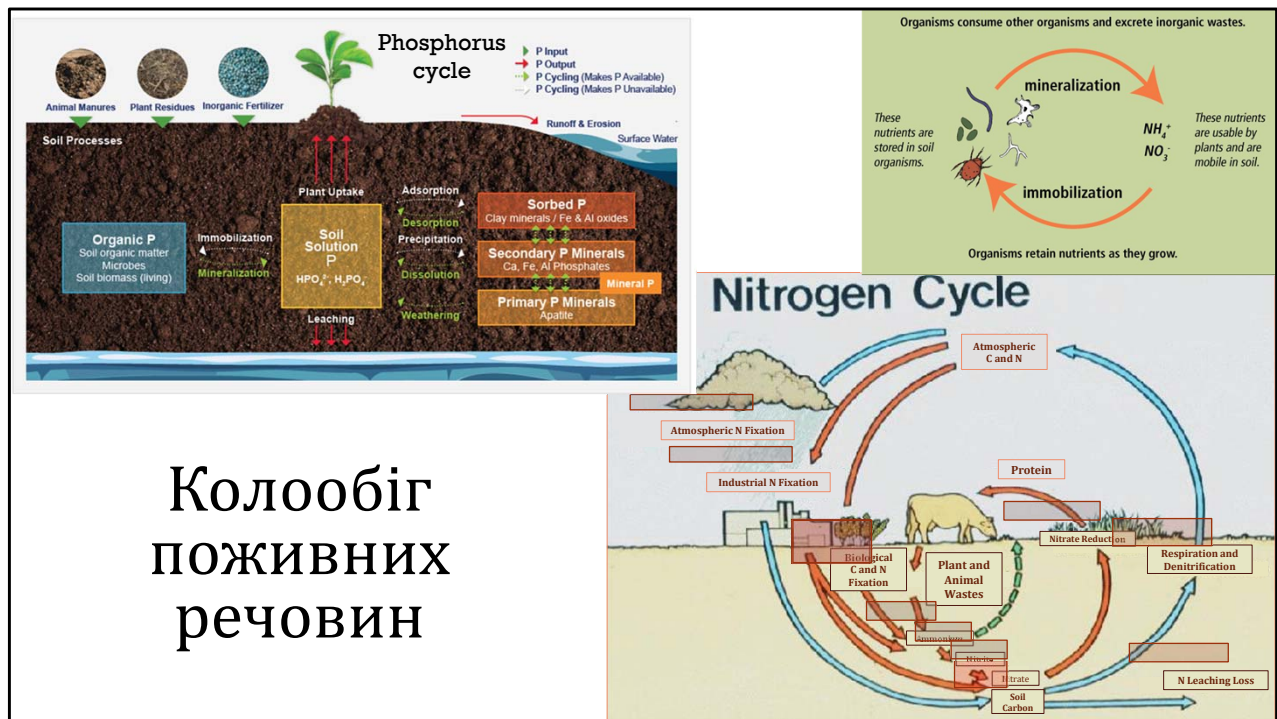 Phosphorus
cycle
P Input
P Output
P Cycling (Makes P Available)
P Cycling (Makes P Unavailable)
Animal Manures
Plant Residues
Inorganic Fertilizer
Runoff & Erosion
Surface Water
Soil Processes
Plant Uptake
Adsorption
Desorption
Sorbed P
Clay minerals / Fe & Al oxides
Organic P
Soil organic matter
Microbes
Soil biomass (living)
Immobilization
Mineralization
Soil
Solution
P
HPO₄²⁻, H₂PO₄⁻
Precipitation
Dissolution
Secondary P Minerals
Ca, Fe, Al Phosphates
Mineral P
Weathering
Primary P Minerals
Apatite
Leaching
Organisms consume other organisms and excrete inorganic wastes.
mineralization
These
nutrients are
stored in soil
organisms.
NH₄⁺
NO₃⁻
These nutrients
are usable by
plants and are
mobile in soil.
immobilization
Organisms retain nutrients as they grow.
Nitrogen Cycle
Atmospheric
C and N
Atmospheric N Fixation
Industrial N Fixation
Protein
Nitrate Reduction
Respiration and
Denitrification
Biological
C and N
Fixation
Plant and
Animal
Wastes
Ammonium
Nitrite
Nitrate
Soil
Carbon
N Leaching Loss
Колообіг
поживних
речовин